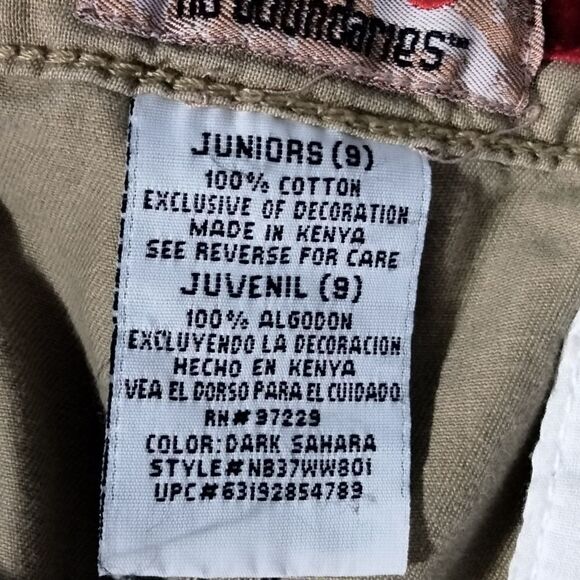 no boundaries™
JUNIORS (9)
100% COTTON
EXCLUSIVE OF DECORATION
MADE IN KENYA
SEE REVERSE FOR CARE
JUVENIL (9)
100% ALGODON
EXCLUYENDO LA DECORACION
HECHO EN KENYA
VEA EL DORSO PARA EL CUIDADO
RN# 97229
COLOR: DARK SAHARA
STYLE#NB37WW801
UPC#63192854789